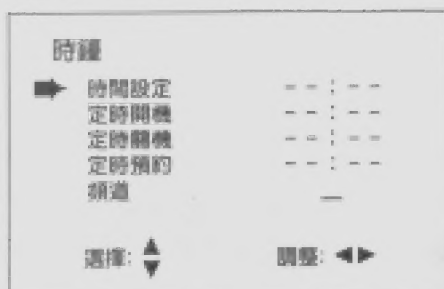 時鐘
時間設定 --:--
定時開機 --:--
定時關機 --:--
定時預約 --:--
頻道 __
選擇: ▲▼ 調整: ◀▶